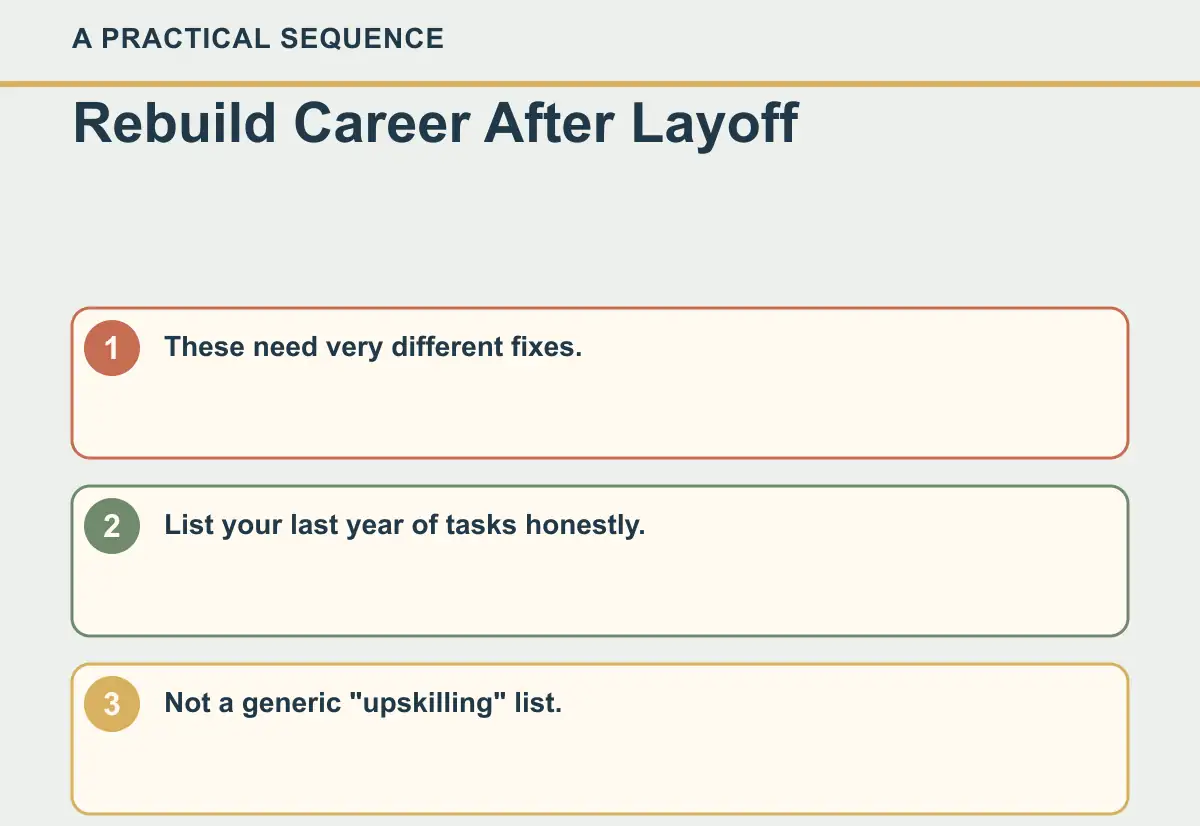 A PRACTICAL SEQUENCE
Rebuild Career After Layoff
1 These need very different fixes.
2 List your last year of tasks honestly.
3 Not a generic "upskilling" list.